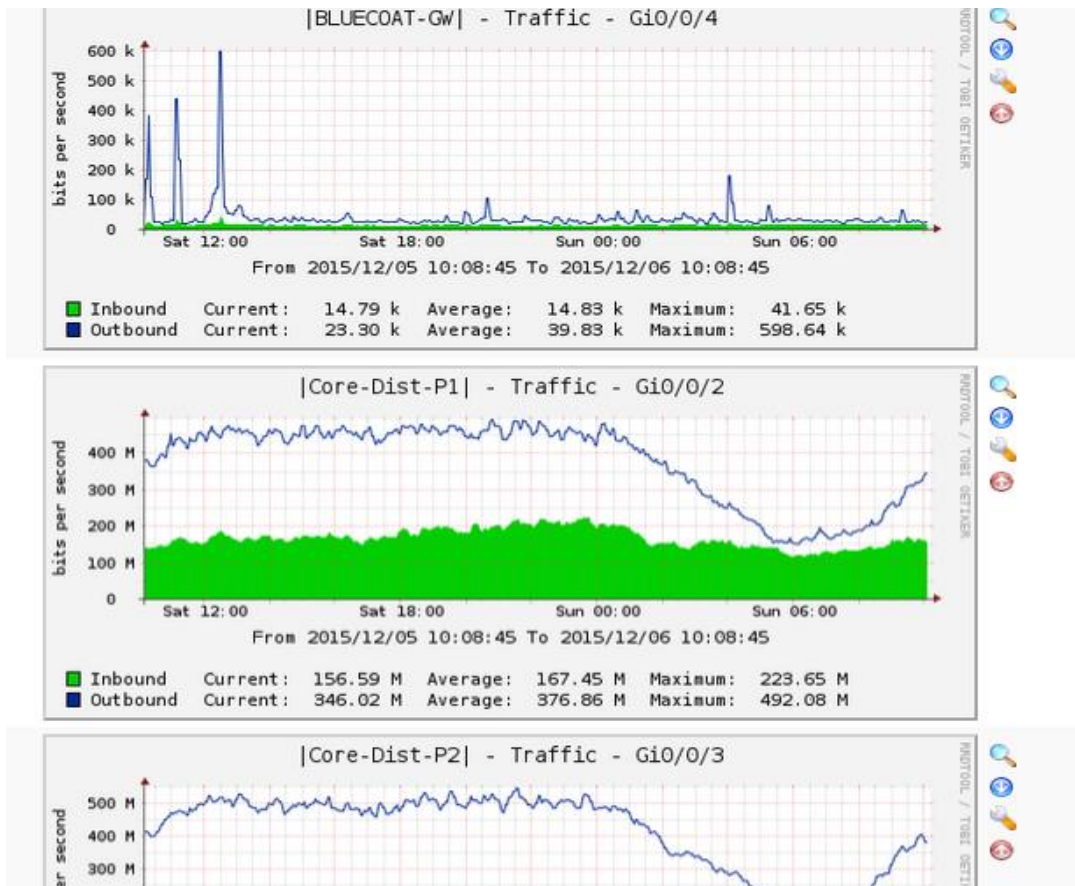 |BLUECOAT-GW| - Traffic - Gi0/0/4
RRDTOOL / TOBI OETIKER
bits per second
600 k
500 k
400 k
300 k
200 k
100 k
0
Sat 12:00 Sat 18:00 Sun 00:00 Sun 06:00
From 2015/12/05 10:08:45 To 2015/12/06 10:08:45
Inbound Current: 14.79 k Average: 14.83 k Maximum: 41.65 k
Outbound Current: 23.30 k Average: 39.83 k Maximum: 598.64 k
|Core-Dist-P1| - Traffic - Gi0/0/2
RRDTOOL / TOBI OETIKER
bits per second
400 M
300 M
200 M
100 M
0
Sat 12:00 Sat 18:00 Sun 00:00 Sun 06:00
From 2015/12/05 10:08:45 To 2015/12/06 10:08:45
Inbound Current: 156.59 M Average: 167.45 M Maximum: 223.65 M
Outbound Current: 346.02 M Average: 376.86 M Maximum: 492.08 M
|Core-Dist-P2| - Traffic - Gi0/0/3
RRDTOOL / TOBI OETI
er second
500 M
400 M
300 M